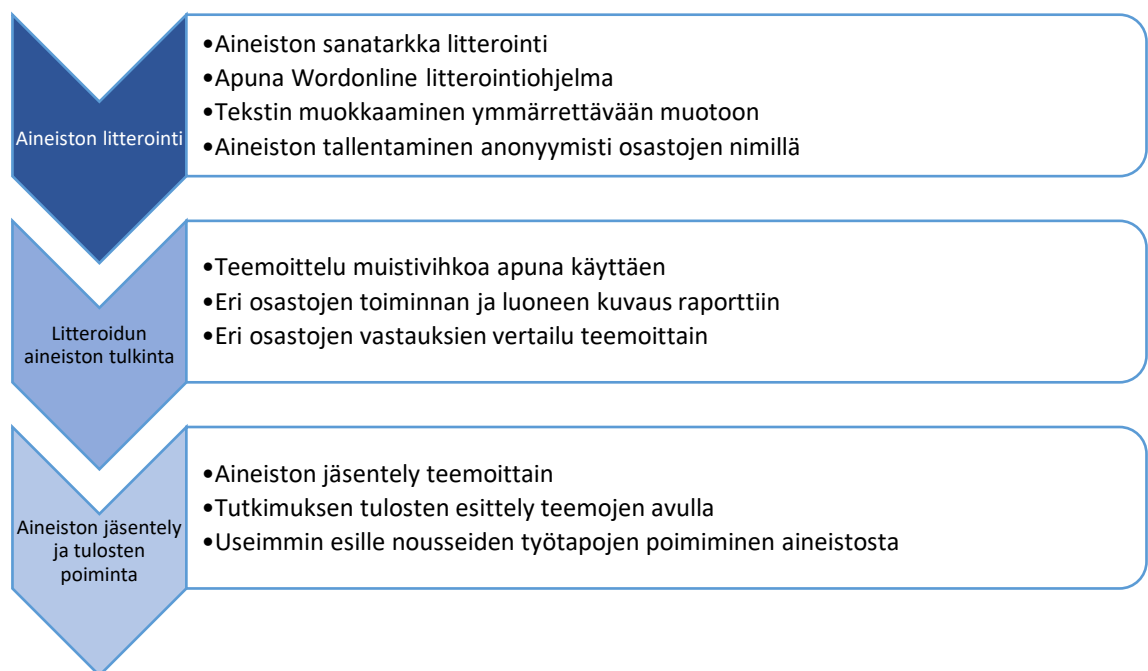 Aineiston litterointi
•Aineiston sanatarkka litterointi
•Apuna Wordonline litterointiohjelma
•Tekstin muokkaaminen ymmärrettävään muotoon
•Aineiston tallentaminen anonyymisti osastojen nimillä
Litteroidun
aineiston tulkinta
•Teemoittelu muistivihkoa apuna käyttäen
•Eri osastojen toiminnan ja luoneen kuvaus raporttiin
•Eri osastojen vastauksien vertailu teemoittain
Aineiston jäsentely
ja tulosten
poiminta
•Aineiston jäsentely teemoittain
•Tutkimuksen tulosten esittely teemojen avulla
•Useimmin esille nousseiden työtapojen poimiminen aineistosta